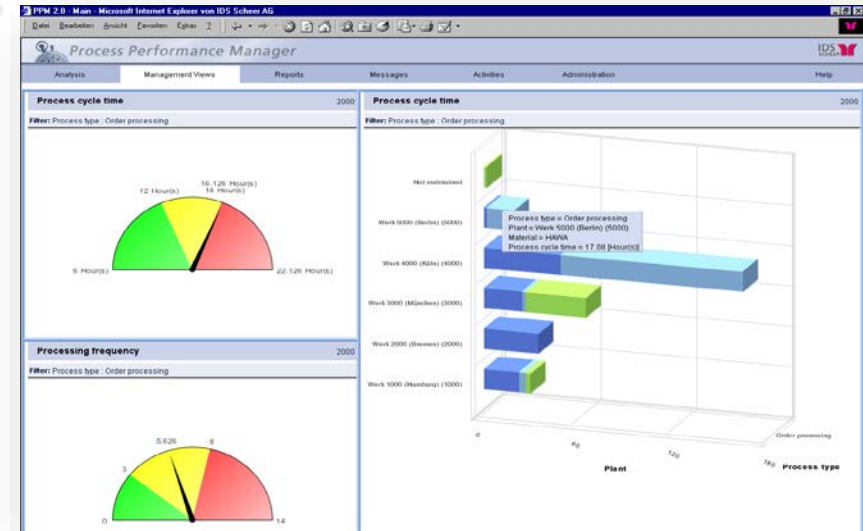 PPM 2.0 - Main - Microsoft Internet Explorer von IDS Scheer AG
Datei Bearbeiten Ansicht Favoriten Extras ?
Process Performance Manager
IDS
SCHEER
Analysis Management Views Reports Messages Activities Administration Help
Process cycle time 2000
Filter: Process type : Order processing
16.126 Hour(s)
12 Hour(s) 14 Hour(s)
6 Hour(s) 22.126 Hour(s)
Processing frequency 2000
Filter: Process type : Order processing
5.626
3 8
0 14
Process cycle time 2000
Filter: Process type : Order processing
Not maintained
Werk 5000 (Berlin) (5000)
Process type = Order processing
Plant = Werk 5000 (Berlin) (5000)
Material = HAWA
Process cycle time = 17.08 [Hour(s)]
Werk 4000 (Köln) (4000)
Werk 3000 (München) (3000)
Werk 2000 (Bremen) (2000)
Werk 1000 (Hamburg) (1000)
0 60 120 180
Order processing
Plant Process type